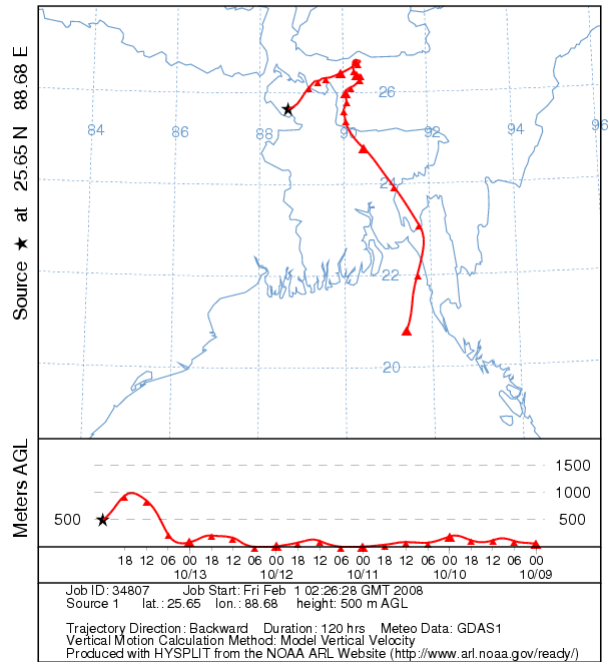 Source ★ at 25.65 N 88.68 E
84
86
88
90
92
94
96
26
24
22
20
Meters AGL
500
1500
1000
500
18 12 06 00 18 12 06 00 18 12 06 00 18 12 06 00 18 12 06 00
10/13 10/12 10/11 10/10 10/09
Job ID: 34807 Job Start: Fri Feb 1 02:26:28 GMT 2008
Source 1 lat.: 25.65 lon.: 88.68 height: 500 m AGL
Trajectory Direction: Backward Duration: 120 hrs Meteo Data: GDAS1
Vertical Motion Calculation Method: Model Vertical Velocity
Produced with HYSPLIT from the NOAA ARL Website (http://www.arl.noaa.gov/ready/)